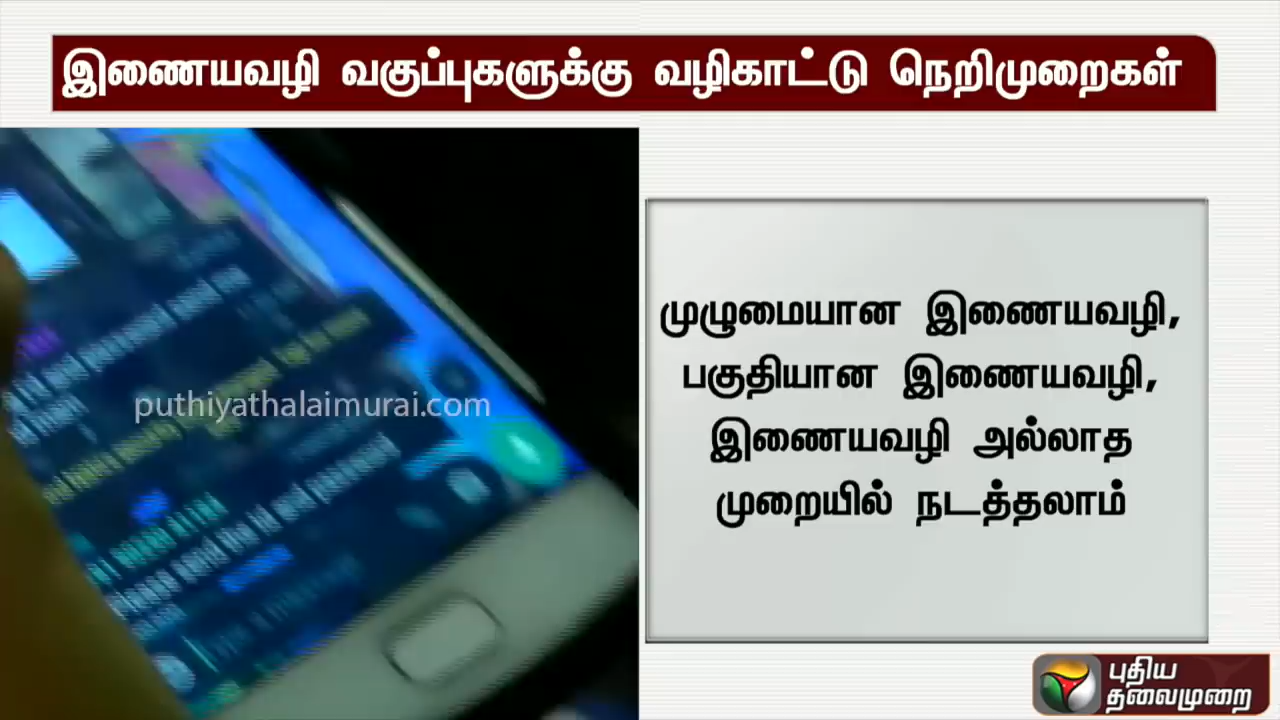 இணையவழி வகுப்புகளுக்கு வழிகாட்டு நெறிமுறைகள்
puthiyathalaimurai.com
முழுமையான இணையவழி,
பகுதியான இணையவழி,
இணையவழி அல்லாத
முறையில் நடத்தலாம்
புதிய
தலைமுறை